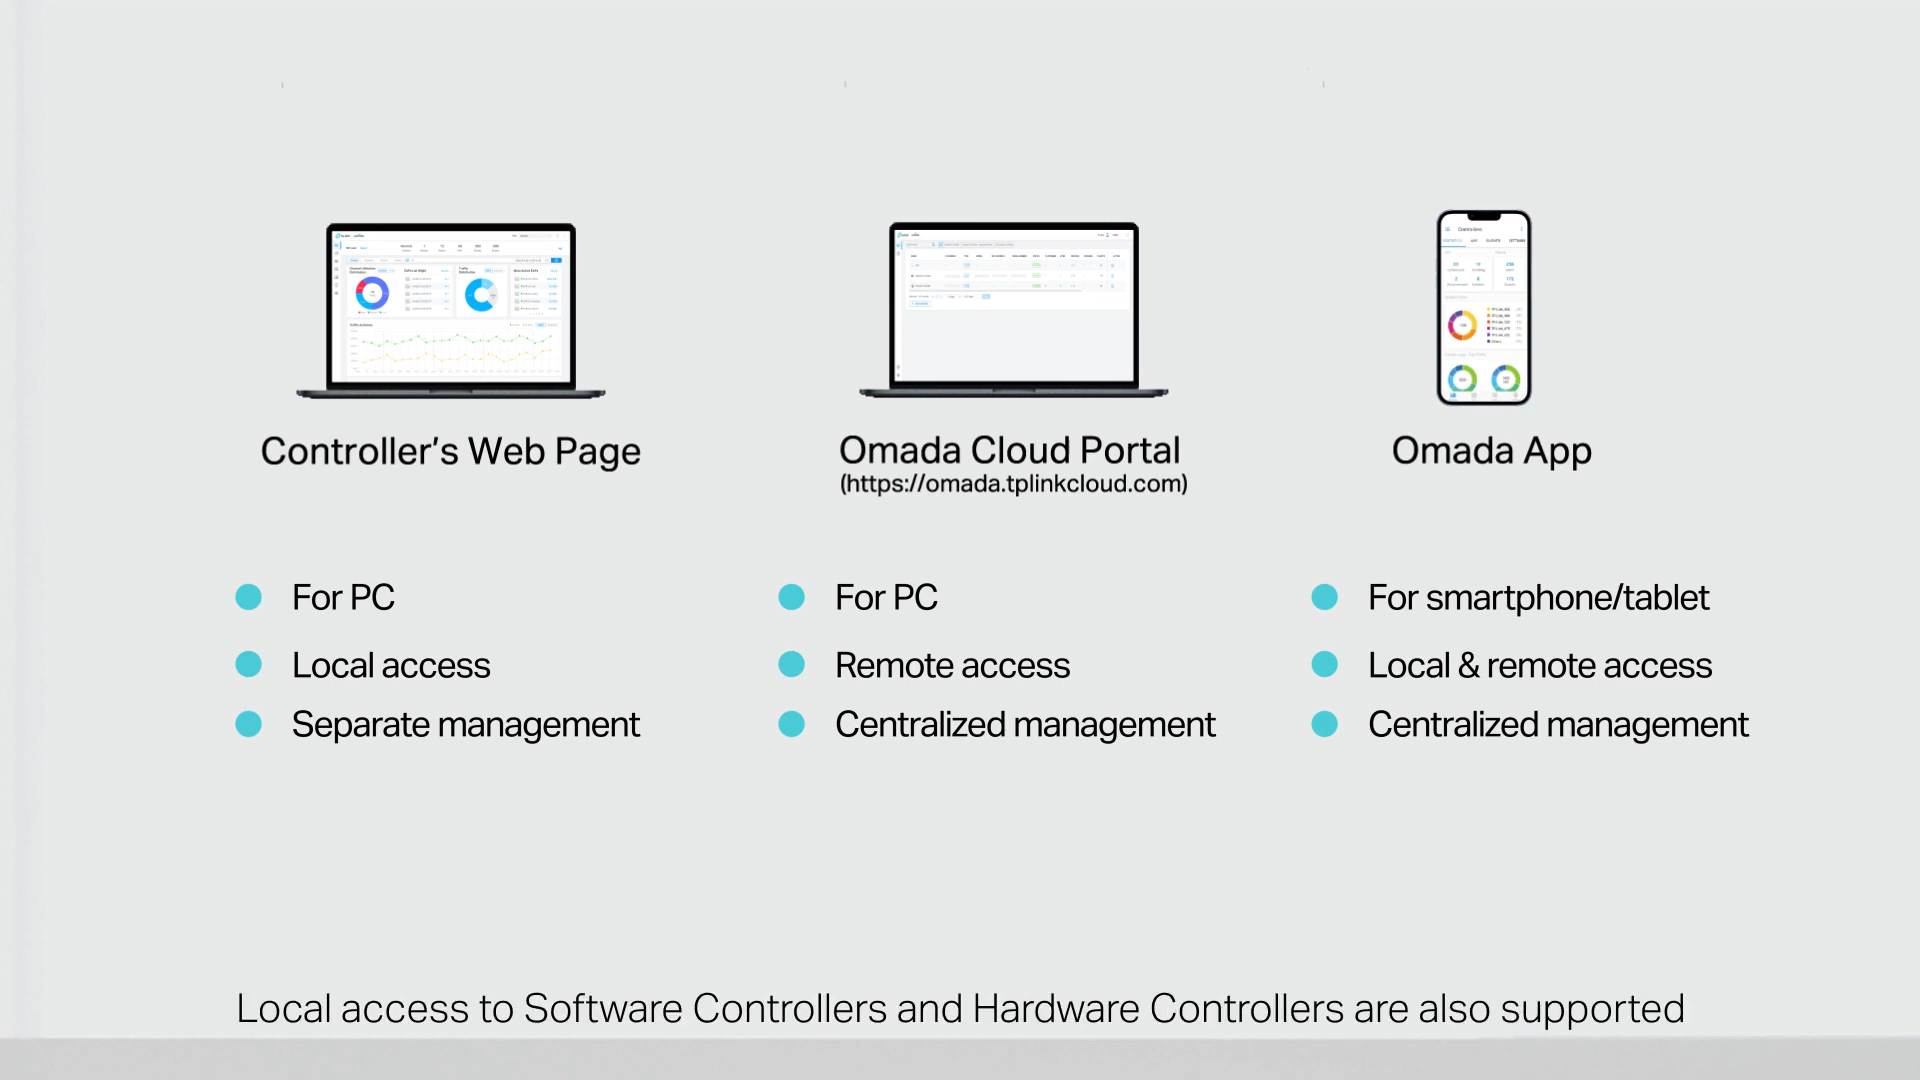 Controller's Web Page
Omada Cloud Portal
(https://omada.tplinkcloud.com)
Omada App
For PC
Local access
Separate management
For PC
Remote access
Centralized management
For smartphone/tablet
Local & remote access
Centralized management
Local access to Software Controllers and Hardware Controllers are also supported